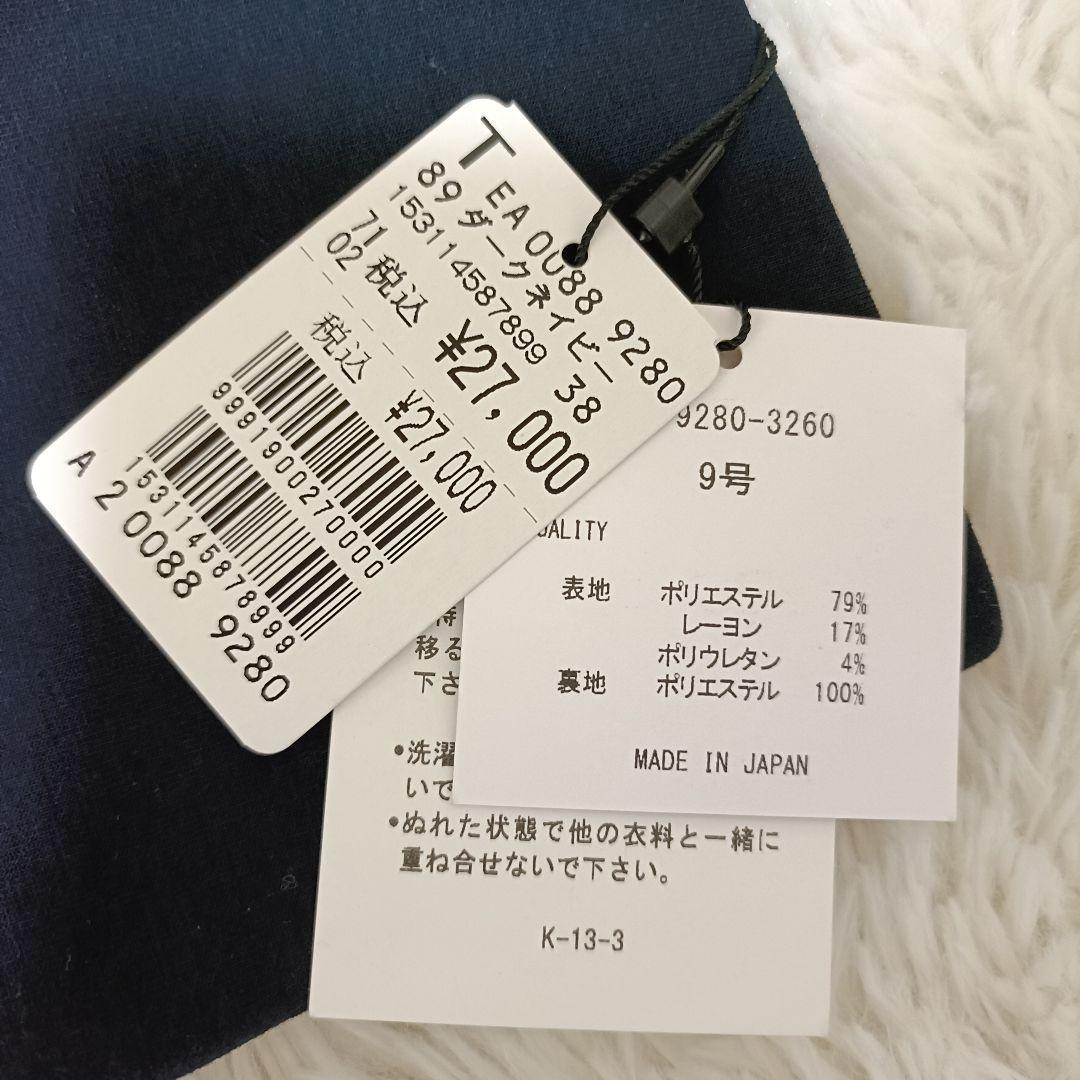 T EA 0088 9280
89 ダークネイビー
153114587899 38
71
02 税込 ¥27,000
税込 ¥27,000
9991900270000
1531145878999
A 2 0088 9280
9280-3260
9号
表地 ポリエステル 79%
レーヨン 17%
ポリウレタン 4%
裏地 ポリエステル 100%
MADE IN JAPAN
移る
下さ
•洗濯
いで
•ぬれた状態で他の衣料と一緒に
重ね合せないで下さい。
K-13-3